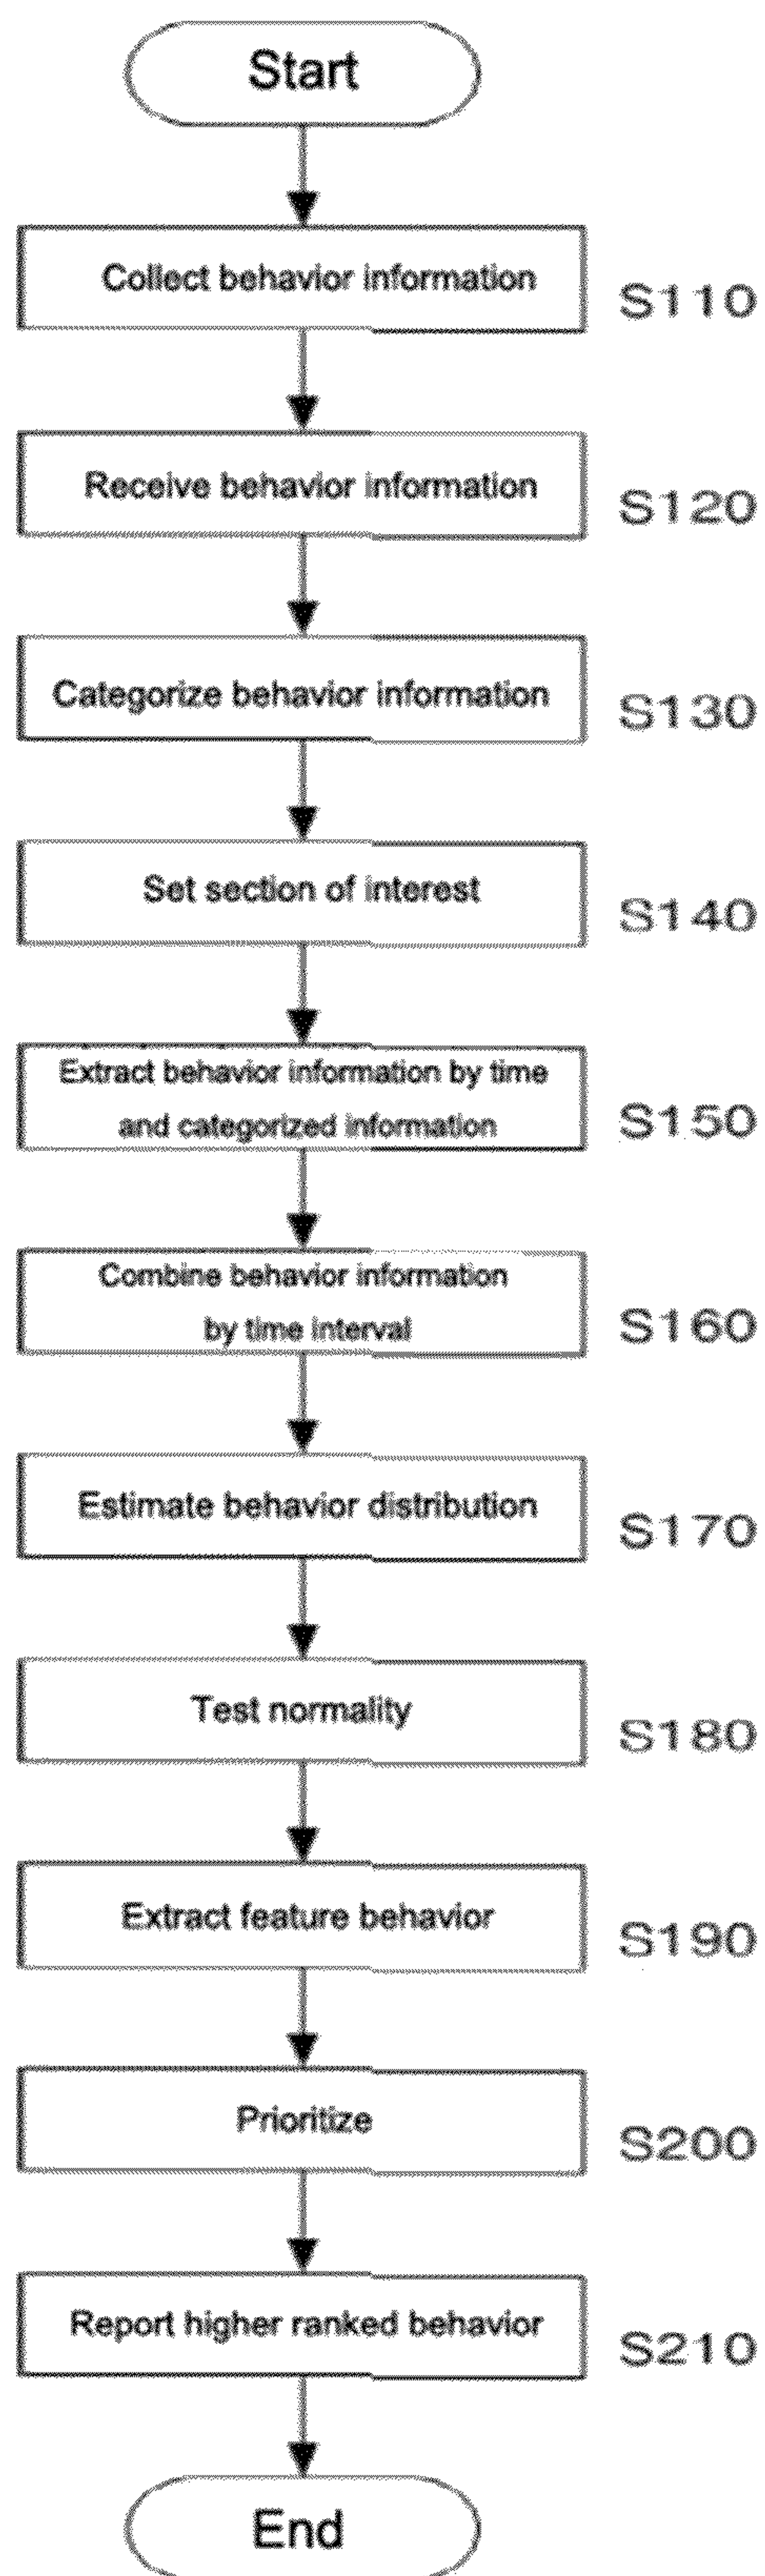 Start
Collect behavior information
S110
Receive behavior information
S120
Categorize behavior information
S130
Set section of interest
S140
Extract behavior information by time
and categorized information
S150
Combine behavior information
by time interval
S160
Estimate behavior distribution
S170
Test normality
S180
Extract feature behavior
S190
Prioritize
S200
Report higher ranked behavior
S210
End